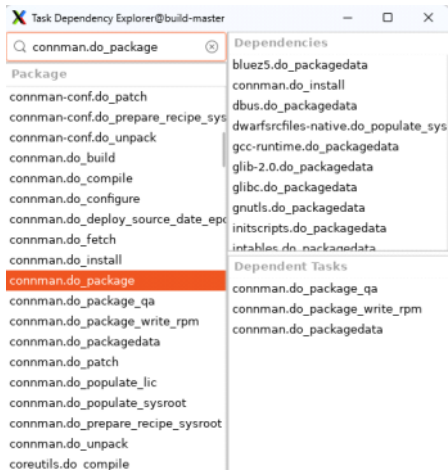 Task Dependency Explorer@build-master
connman.do_package
Package
connman-conf.do_patch
connman-conf.do_prepare_recipe_sys
connman-conf.do_unpack
connman.do_build
connman.do_compile
connman.do_configure
connman.do_deploy_source_date_epo
connman.do_fetch
connman.do_install
connman.do_package
connman.do_package_qa
connman.do_package_write_rpm
connman.do_packagedata
connman.do_patch
connman.do_populate_lic
connman.do_populate_sysroot
connman.do_prepare_recipe_sysroot
connman.do_unpack
coreutils.do_compile
Dependencies
bluez5.do_packagedata
connman.do_install
dbus.do_packagedata
dwarfsrcfiles-native.do_populate_sys
gcc-runtime.do_packagedata
glib-2.0.do_packagedata
glibc.do_packagedata
gnutls.do_packagedata
initscripts.do_packagedata
iptables.do_packagedata
Dependent Tasks
connman.do_package_qa
connman.do_package_write_rpm
connman.do_packagedata